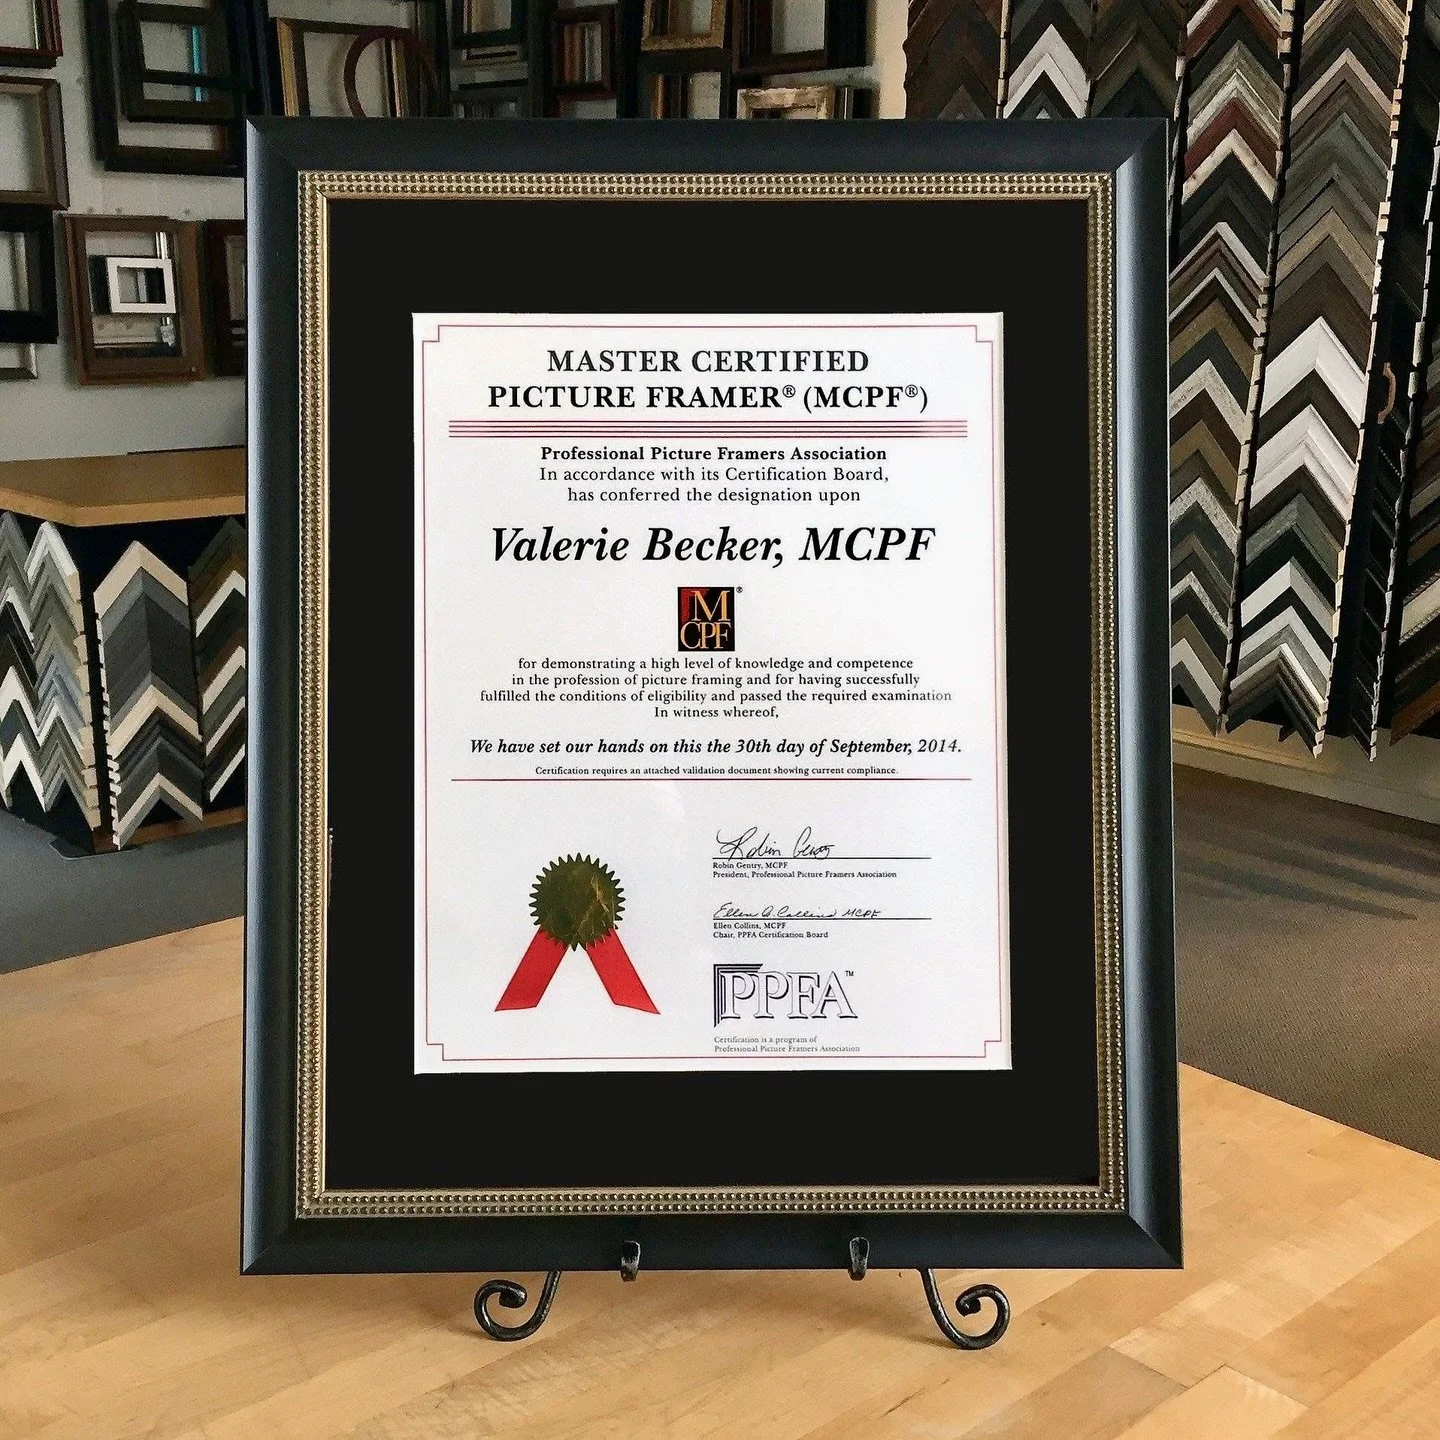 MASTER CERTIFIED
PICTURE FRAMER® (MCPF®)
Professional Picture Framers Association
In accordance with its Certification Board,
has conferred the designation upon
Valerie Becker, MCPF
M ®
CPF
for demonstrating a high level of knowledge and competence
in the profession of picture framing and for having successfully
fulfilled the conditions of eligibility and passed the required examination
In witness whereof,
We have set our hands on this the 30th day of September, 2014.
Certification requires an attached validation document showing current compliance.
Robin Gentry
Robin Gentry, MCPF
President, Professional Picture Framers Association
Ellen A. Collins MCPF
Ellen Collins, MCPF
Chair, PPFA Certification Board
PPFA™
Certification is a program of
Professional Picture Framers Association